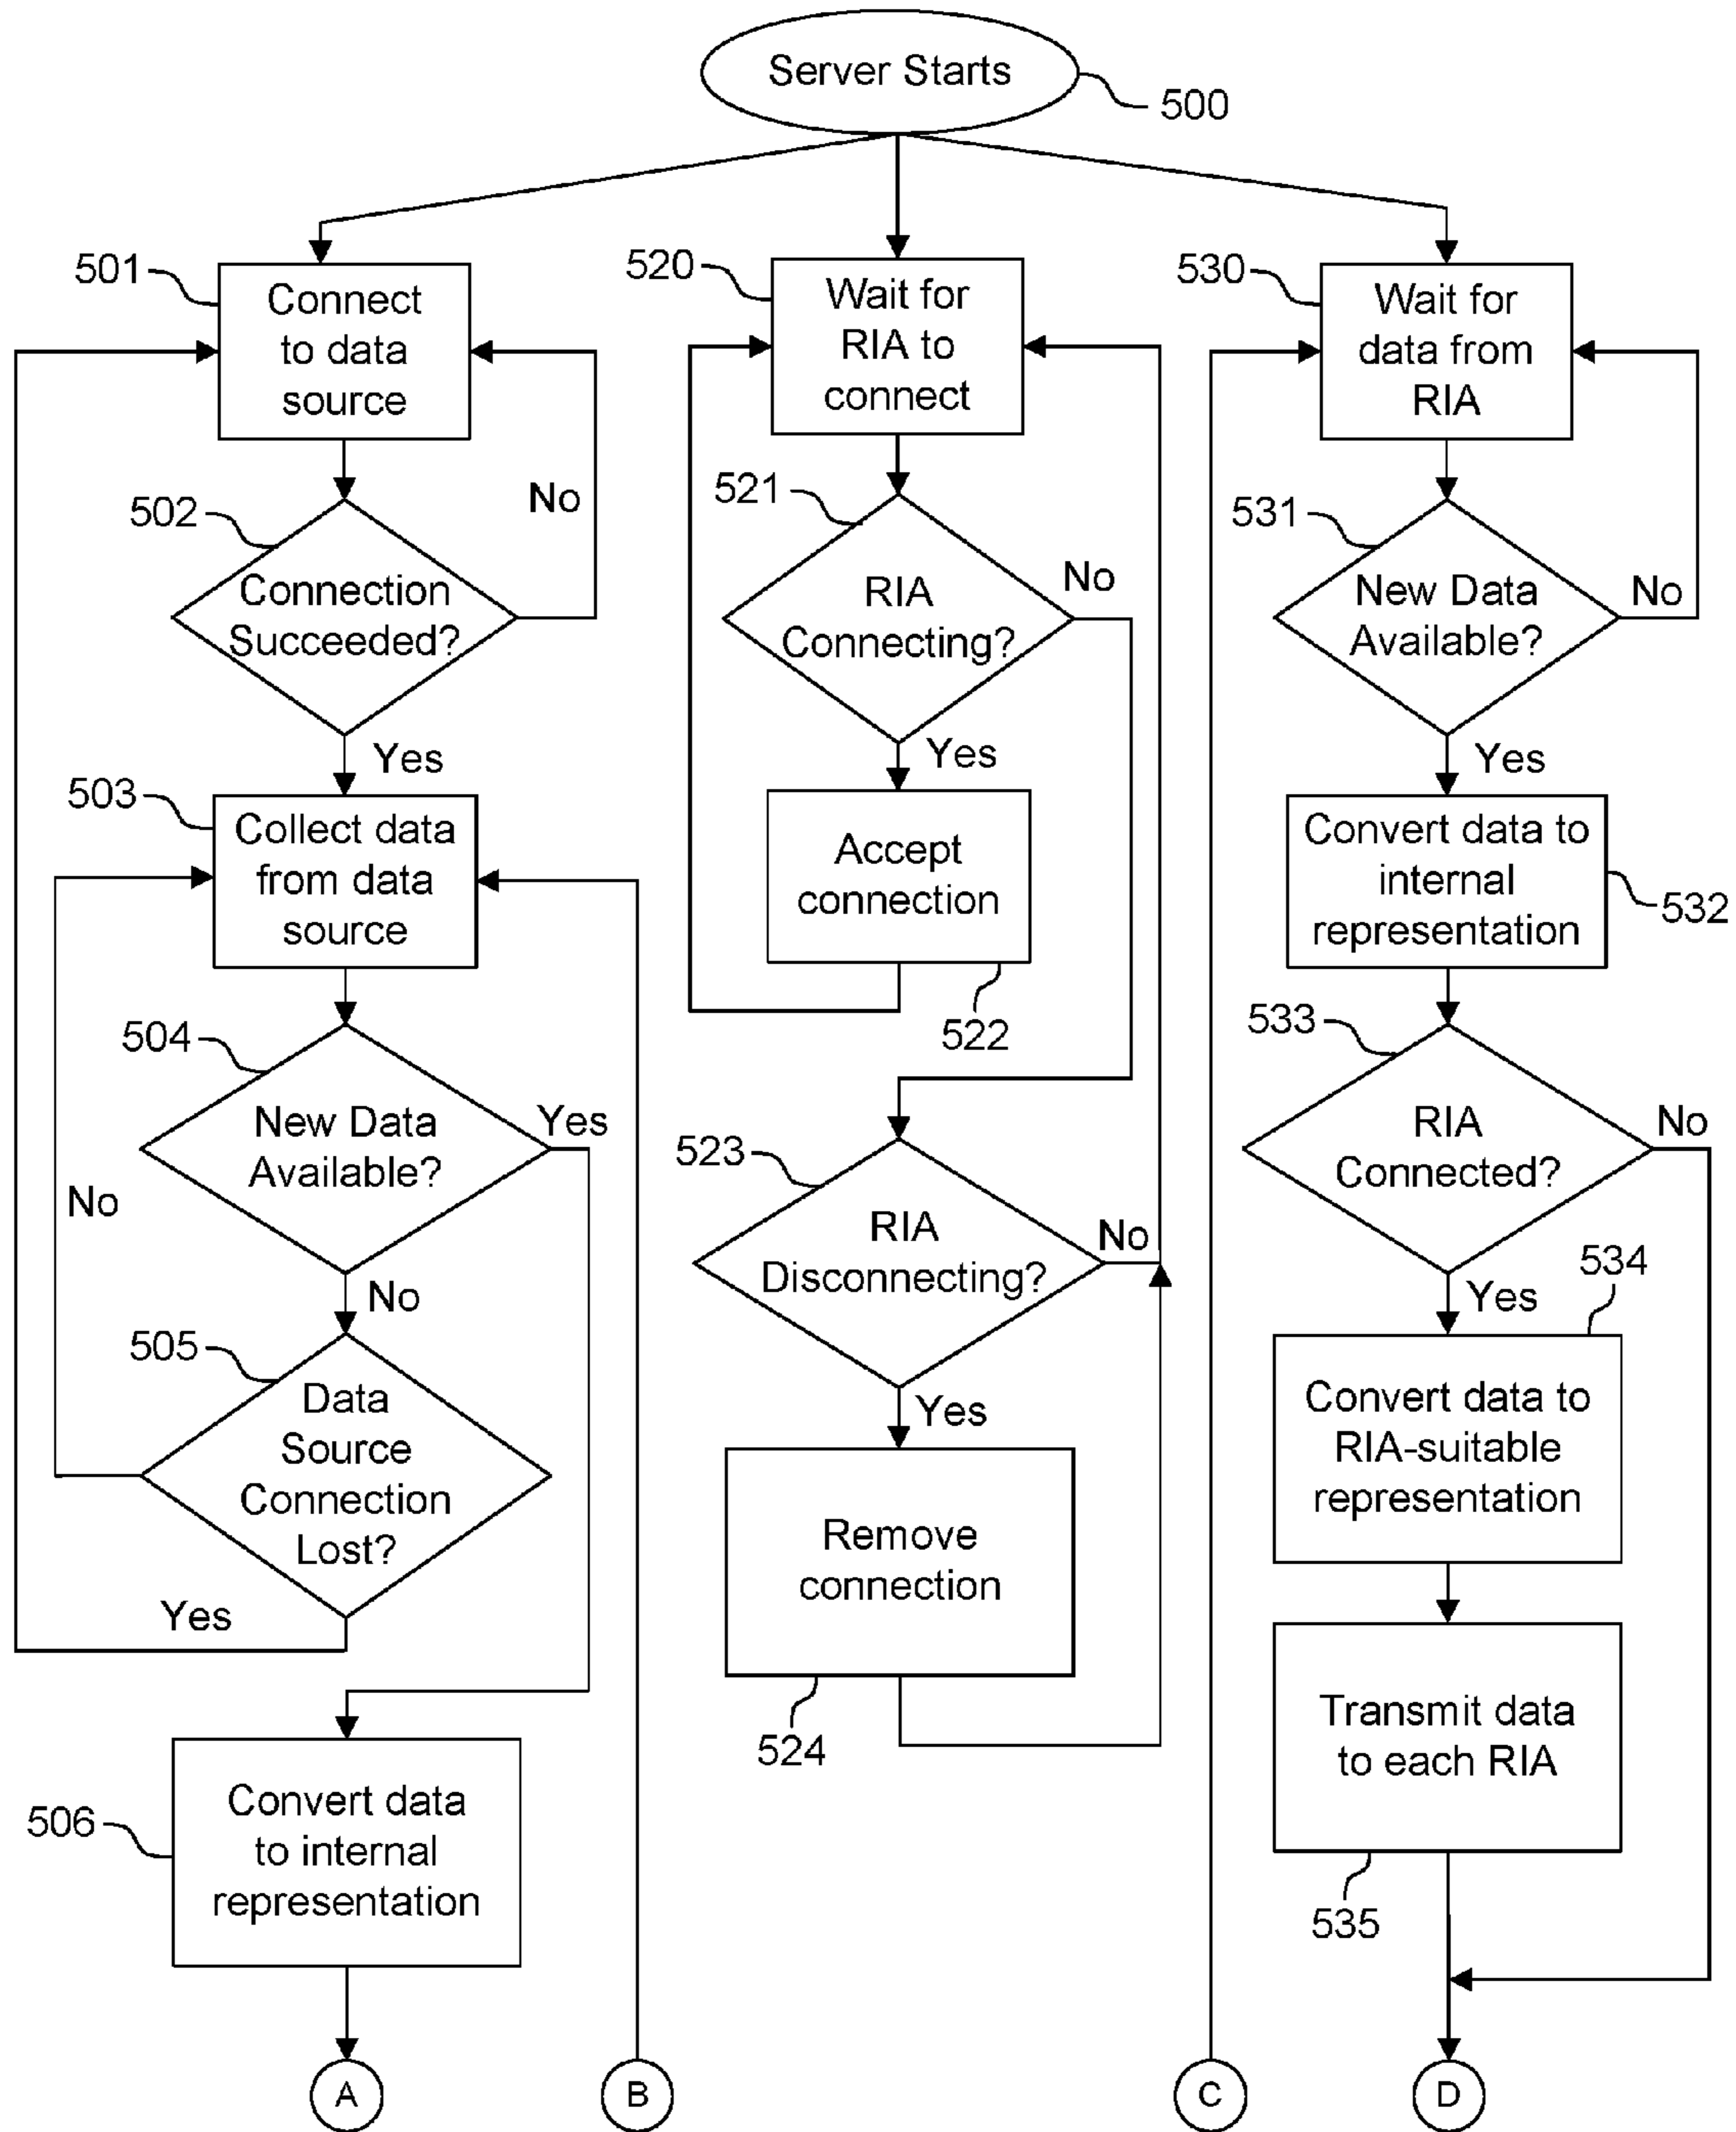 Server Starts
500
501
Connect
to data
source
502
No
Connection
Succeeded?
Yes
503
Collect data
from data
source
504
New Data
Available?
Yes
No
No
505
Data
Source
Connection
Lost?
Yes
506
Convert data
to internal
representation
A
B
520
Wait for
RIA to
connect
521
RIA
Connecting?
No
Yes
Accept
connection
522
523
RIA
Disconnecting?
No
Yes
Remove
connection
524
530
Wait for
data from
RIA
531
New Data
Available?
No
Yes
Convert data to
internal
representation
532
533
RIA
Connected?
No
Yes
534
Convert data to
RIA-suitable
representation
Transmit data
to each RIA
535
C
D